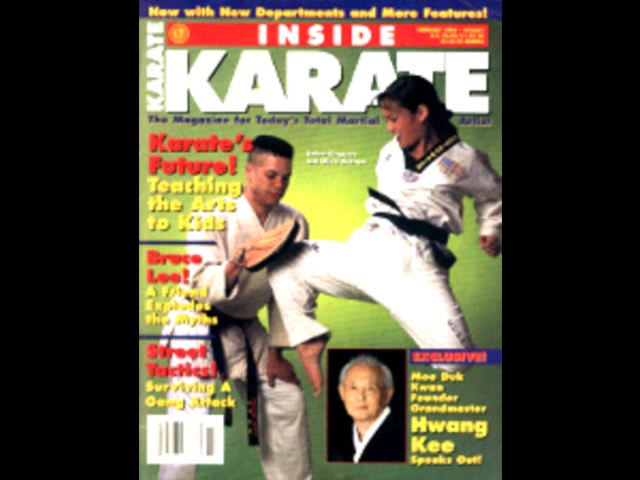 Now with New Departments and More Features!
KARATE
INSIDE
KARATE
The Magazine for Today's Total Martial Artist
Karate's
Future!
Teaching
the Arts
to Kids
Bruce
Lee!
A Friend
Explodes
the Myths
Street
Tactics!
Surviving A
Gang Attack
EXCLUSIVE!
Moo Duk
Kwan
Founder
Grandmaster
Hwang
Kee
Speaks Out!